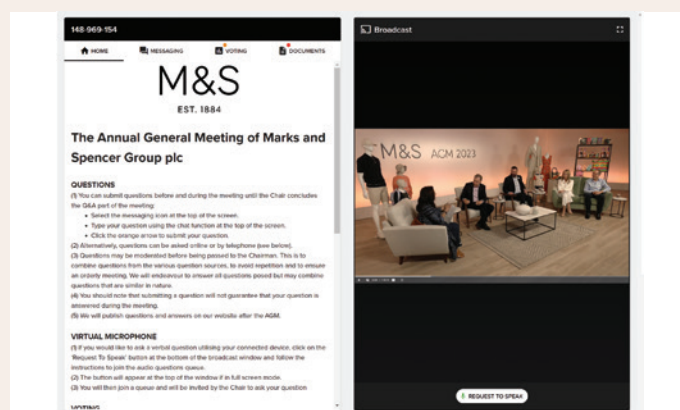 148-969-154
HOME MESSAGING VOTING DOCUMENTS
M&S
EST. 1884
The Annual General Meeting of Marks and
Spencer Group plc
QUESTIONS
(1) You can submit questions before and during the meeting until the Chair concludes
the Q&A part of the meeting:
• Select the messaging icon at the top of the screen.
• Type your question using the chat function at the top of the screen.
• Click the orange arrow to submit your question.
(2) Alternatively, questions can be asked online or by telephone (see below).
(3) Questions may be moderated before being passed to the Chairman. This is to
combine questions from the various question sources, to avoid repetition and to ensure
an orderly meeting. We will endeavour to answer all questions posed but may combine
questions that are similar in nature.
(4) You should note that submitting a question will not guarantee that your question is
answered during the meeting.
(5) We will publish questions and answers on our website after the AGM.
VIRTUAL MICROPHONE
(1) If you would like to ask a verbal question utilising your connected device, click on the
'Request To Speak' button at the bottom of the broadcast window and follow the
instructions to join the audio questions queue.
(2) The button will appear at the top of the window if in full screen mode.
(3) You will then join a queue and will be invited by the Chair to ask your question
VOTING
Broadcast
M&S AGM 2023
REQUEST TO SPEAK